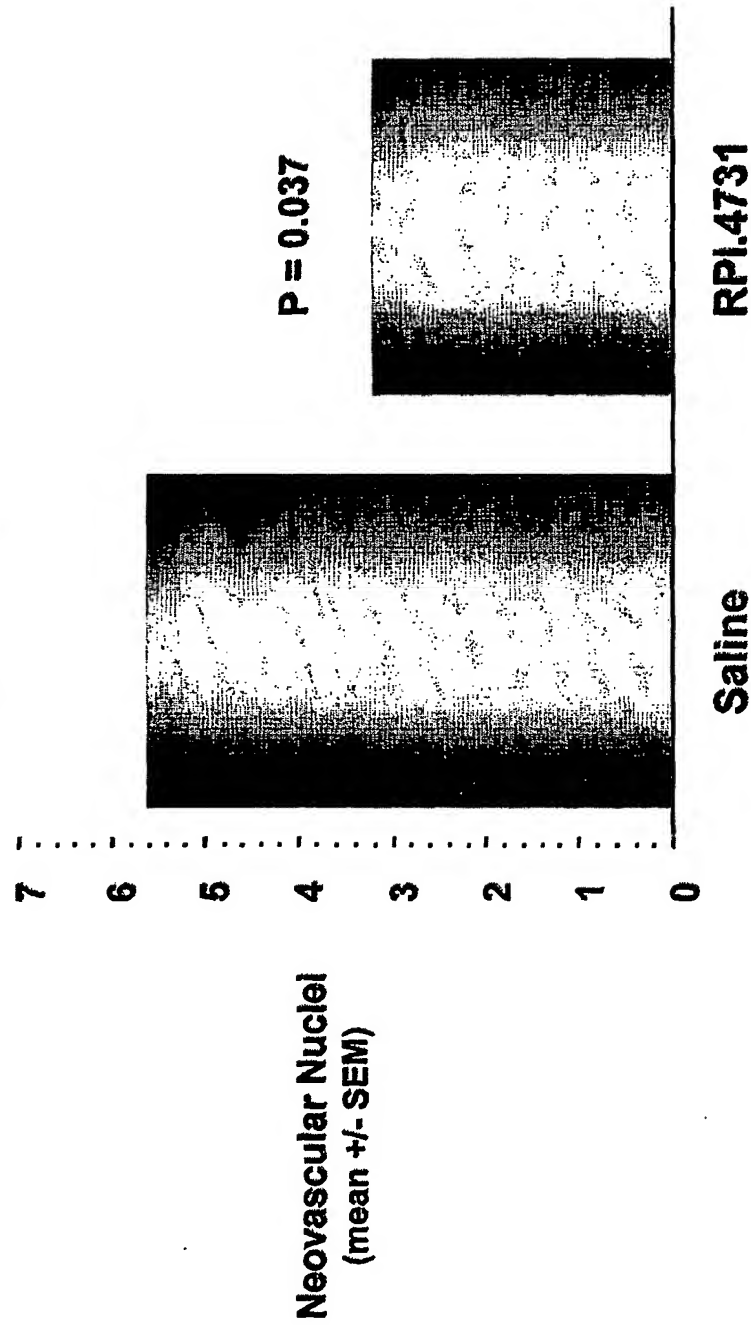 Neovascular Nuclei
(mean +/- SEM)
7
6
5
4
3
2
1
0
P = 0.037
Saline
RPI.4731